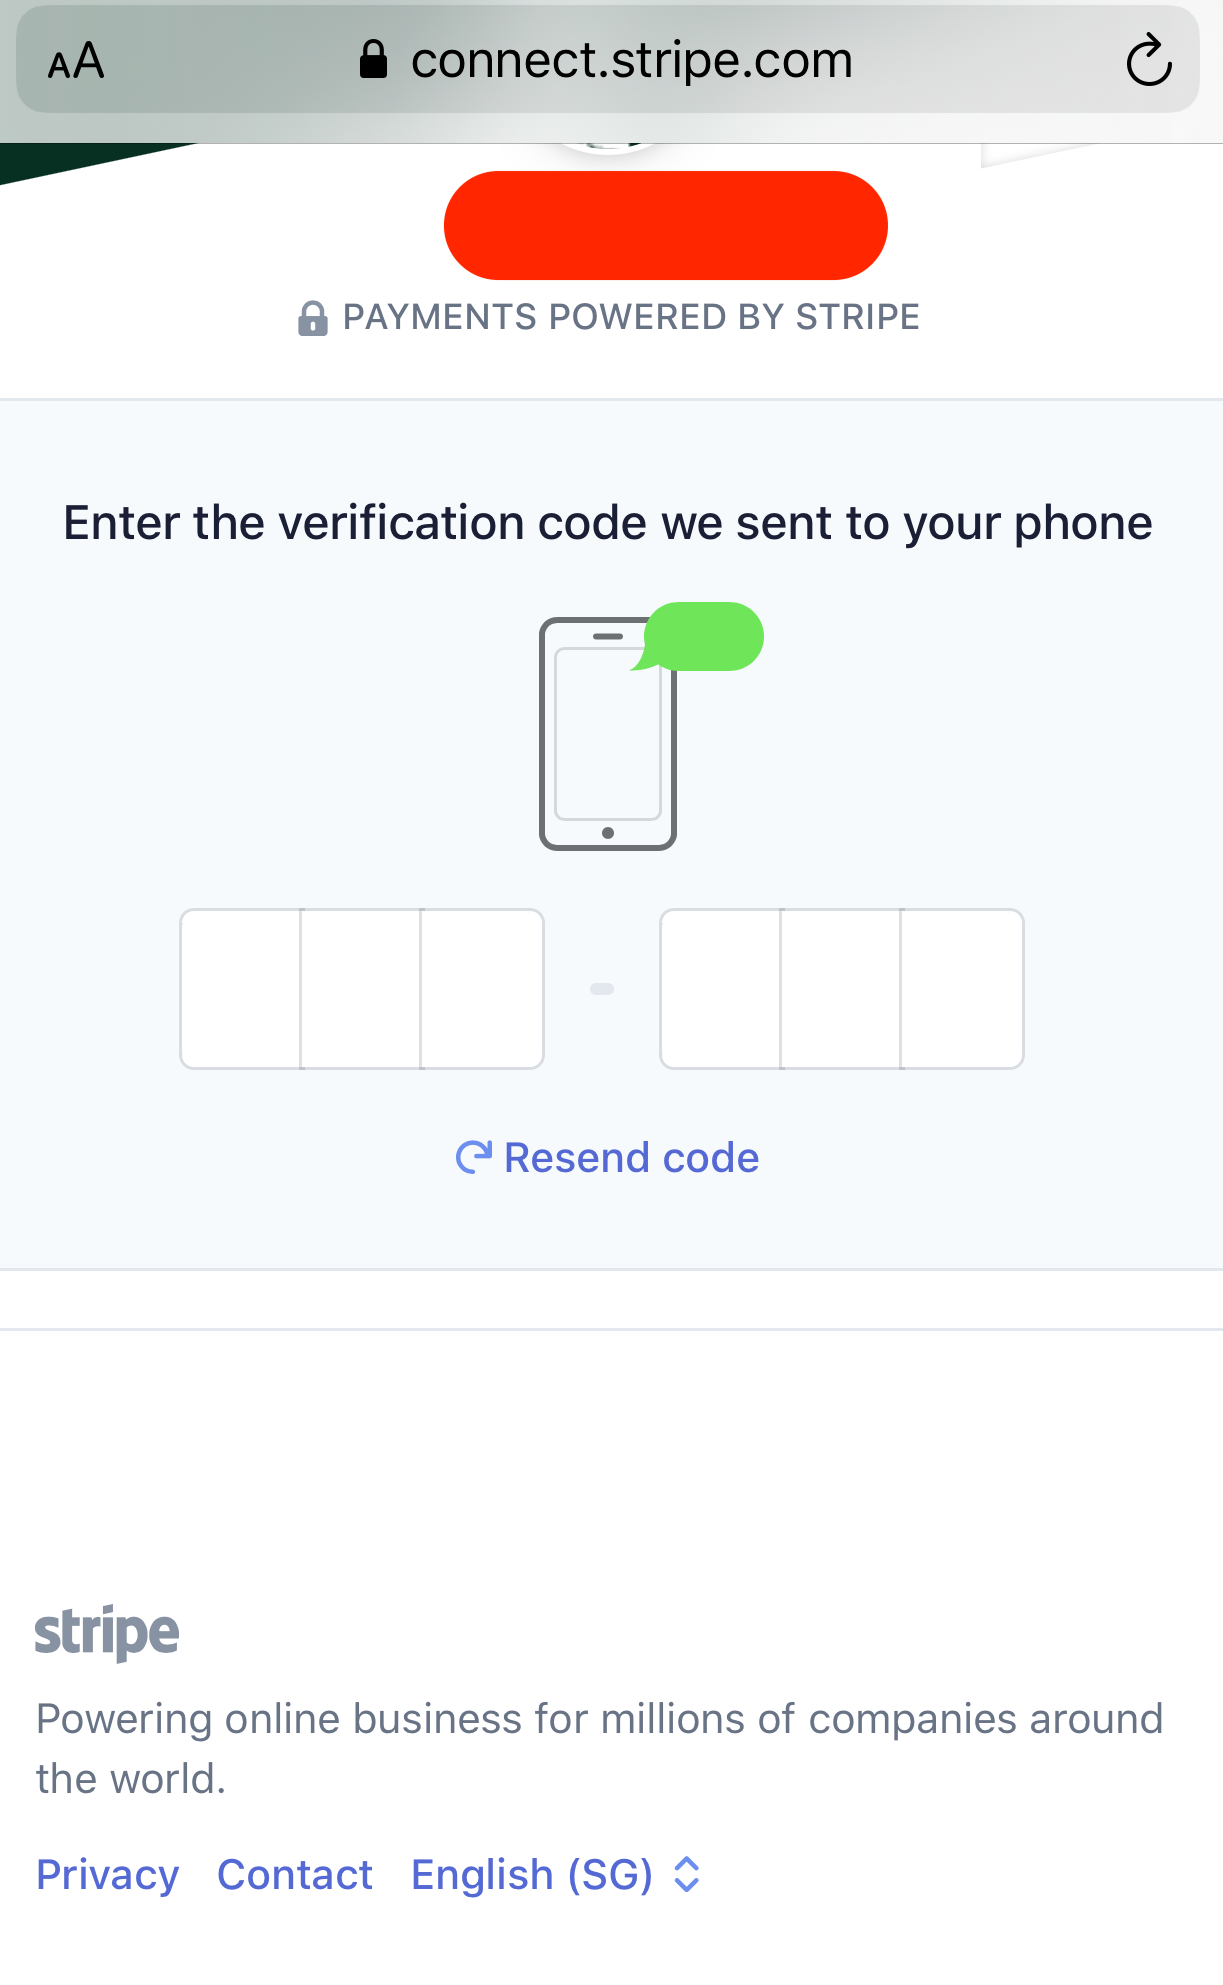 AA
connect.stripe.com
PAYMENTS POWERED BY STRIPE
Enter the verification code we sent to your phone
Resend code
stripe
Powering online business for millions of companies around
the world.
Privacy Contact English (SG)